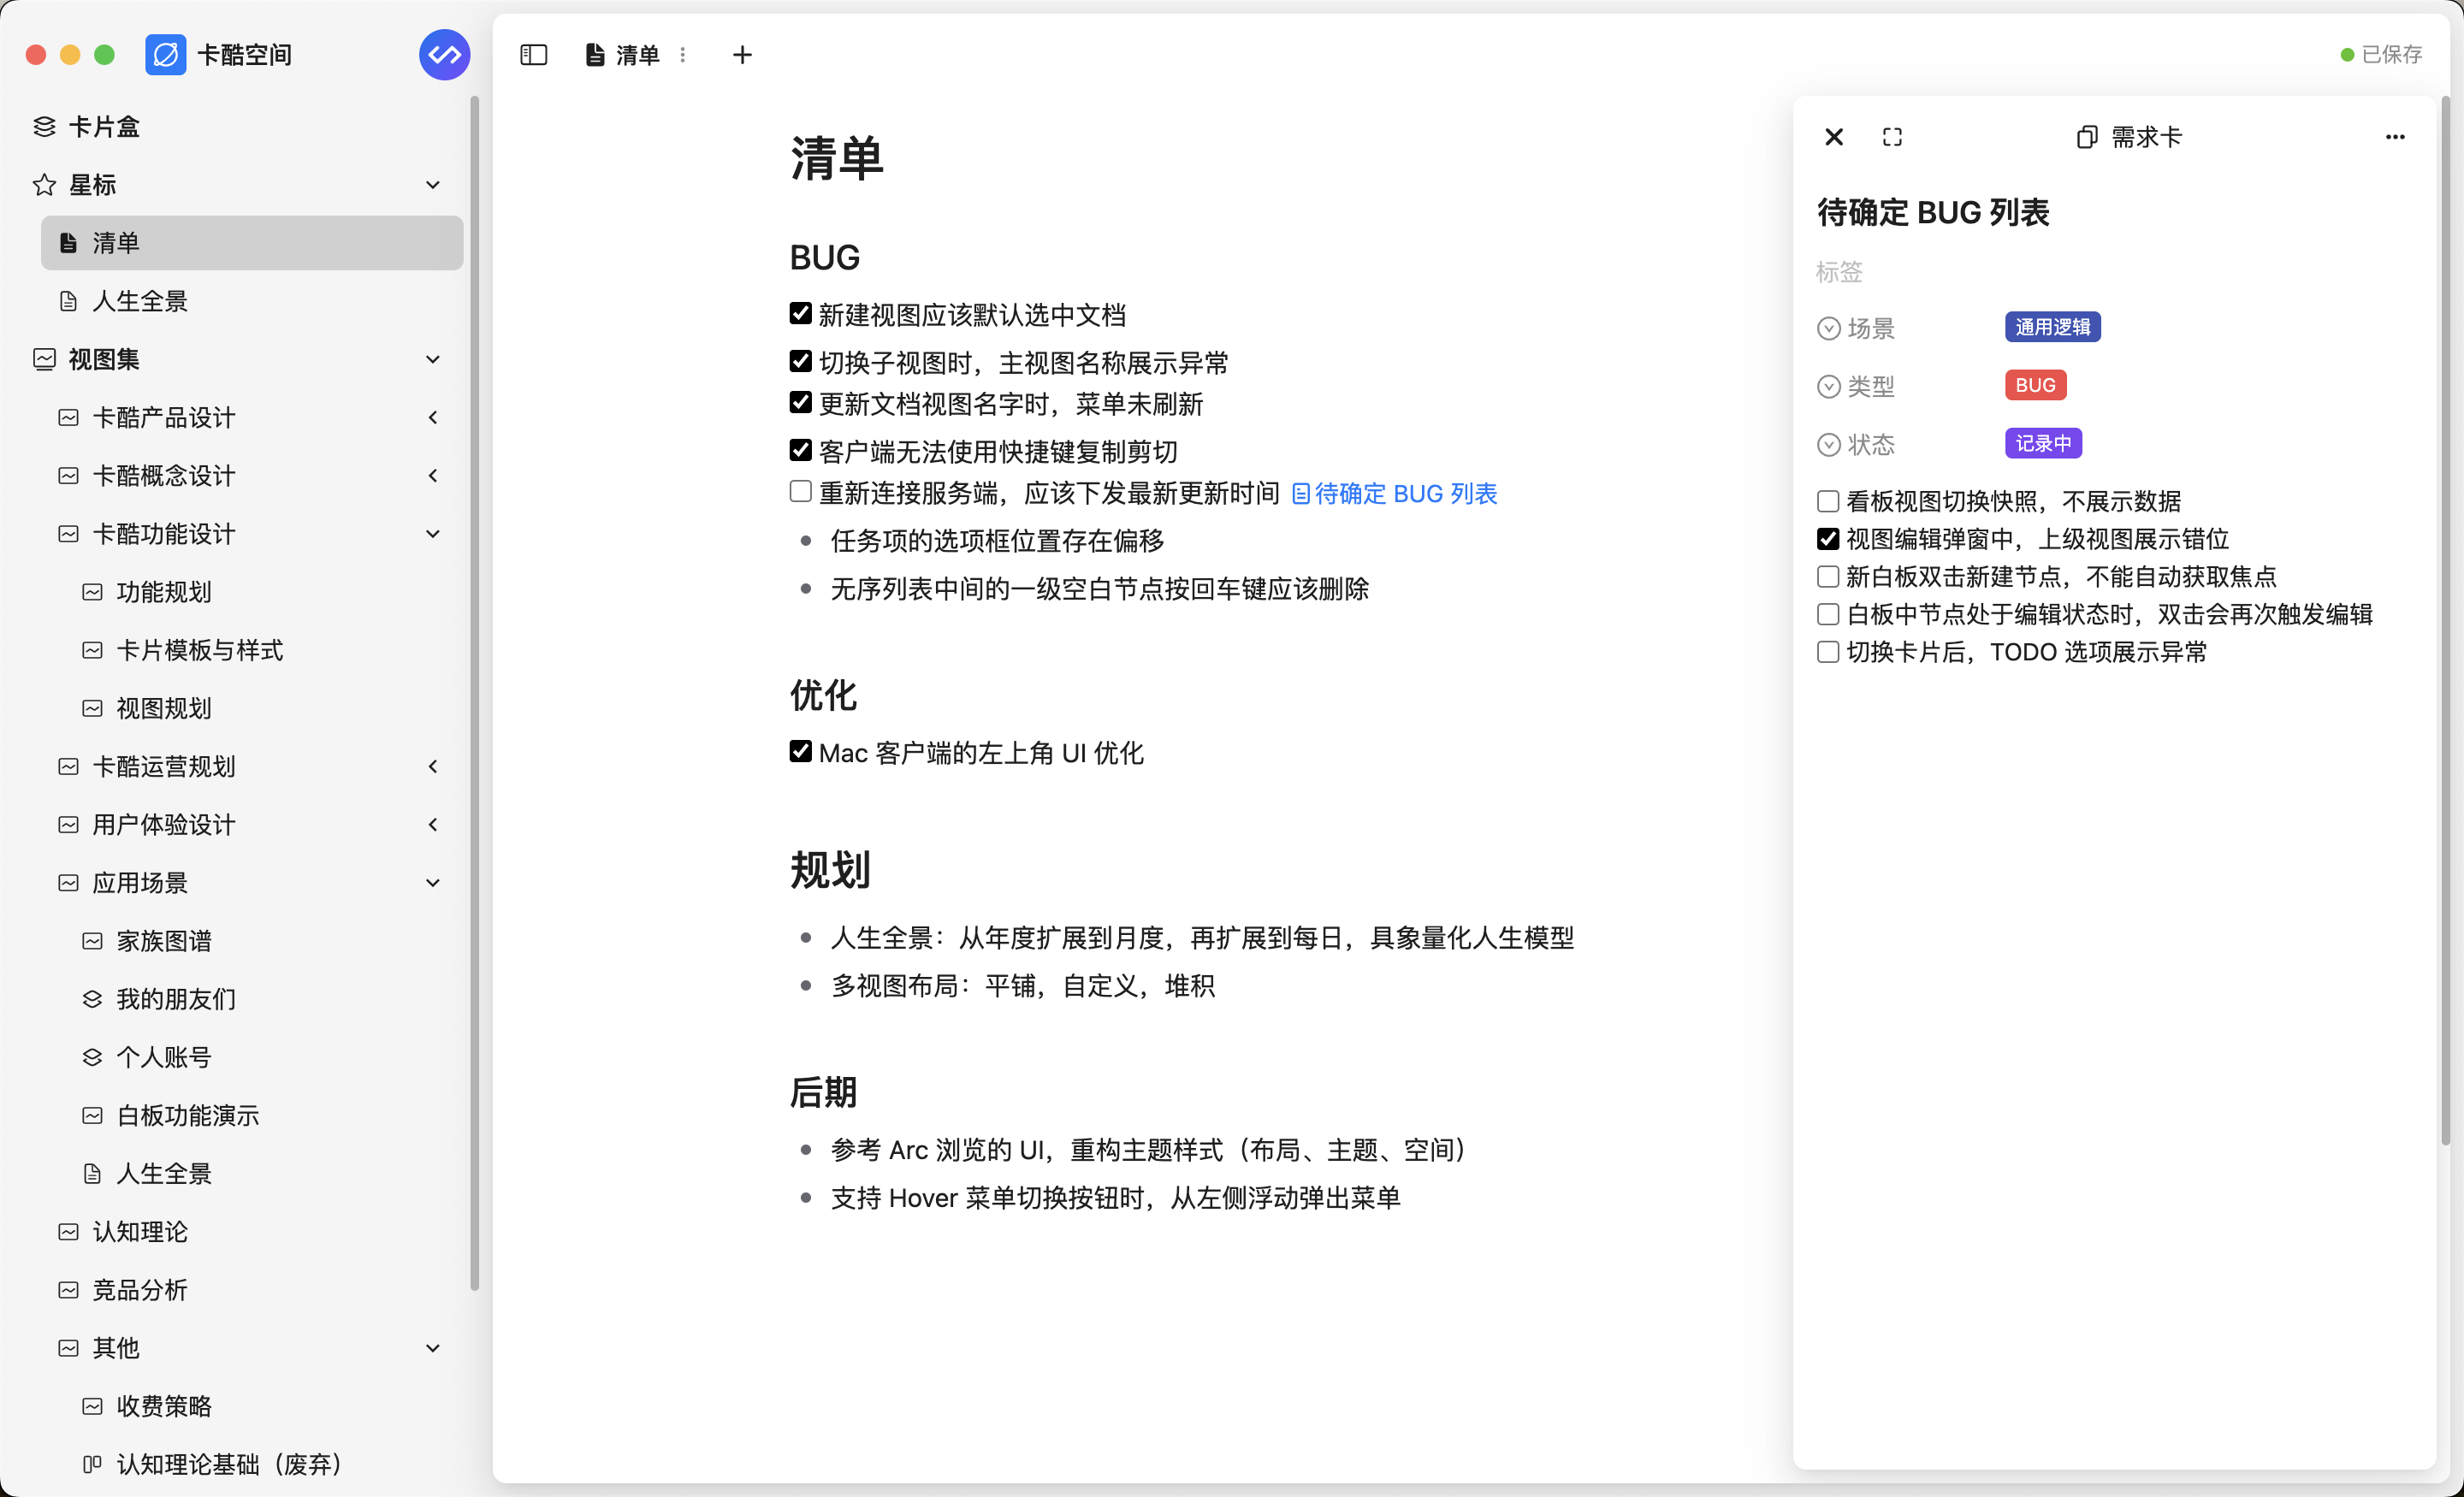 卡酷空间
卡片盒
星标
清单
人生全景
视图集
卡酷产品设计
卡酷概念设计
卡酷功能设计
功能规划
卡片模板与样式
视图规划
卡酷运营规划
用户体验设计
应用场景
家族图谱
我的朋友们
个人账号
白板功能演示
人生全景
认知理论
竞品分析
其他
收费策略
认知理论基础（废弃）
清单
已保存
清单
BUG
新建视图应该默认选中文档
切换子视图时，主视图名称展示异常
更新文档视图名字时，菜单未刷新
客户端无法使用快捷键复制剪切
重新连接服务端，应该下发最新更新时间 待确定 BUG 列表
任务项的选项框位置存在偏移
无序列表中间的一级空白节点按回车键应该删除
优化
Mac 客户端的左上角 UI 优化
规划
人生全景：从年度扩展到月度，再扩展到每日，具象量化人生模型
多视图布局：平铺，自定义，堆积
后期
参考 Arc 浏览的 UI，重构主题样式（布局、主题、空间）
支持 Hover 菜单切换按钮时，从左侧浮动弹出菜单
需求卡
待确定 BUG 列表
标签
场景 通用逻辑
类型 BUG
状态 记录中
看板视图切换快照，不展示数据
视图编辑弹窗中，上级视图展示错位
新白板双击新建节点，不能自动获取焦点
白板中节点处于编辑状态时，双击会再次触发编辑
切换卡片后，TODO 选项展示异常